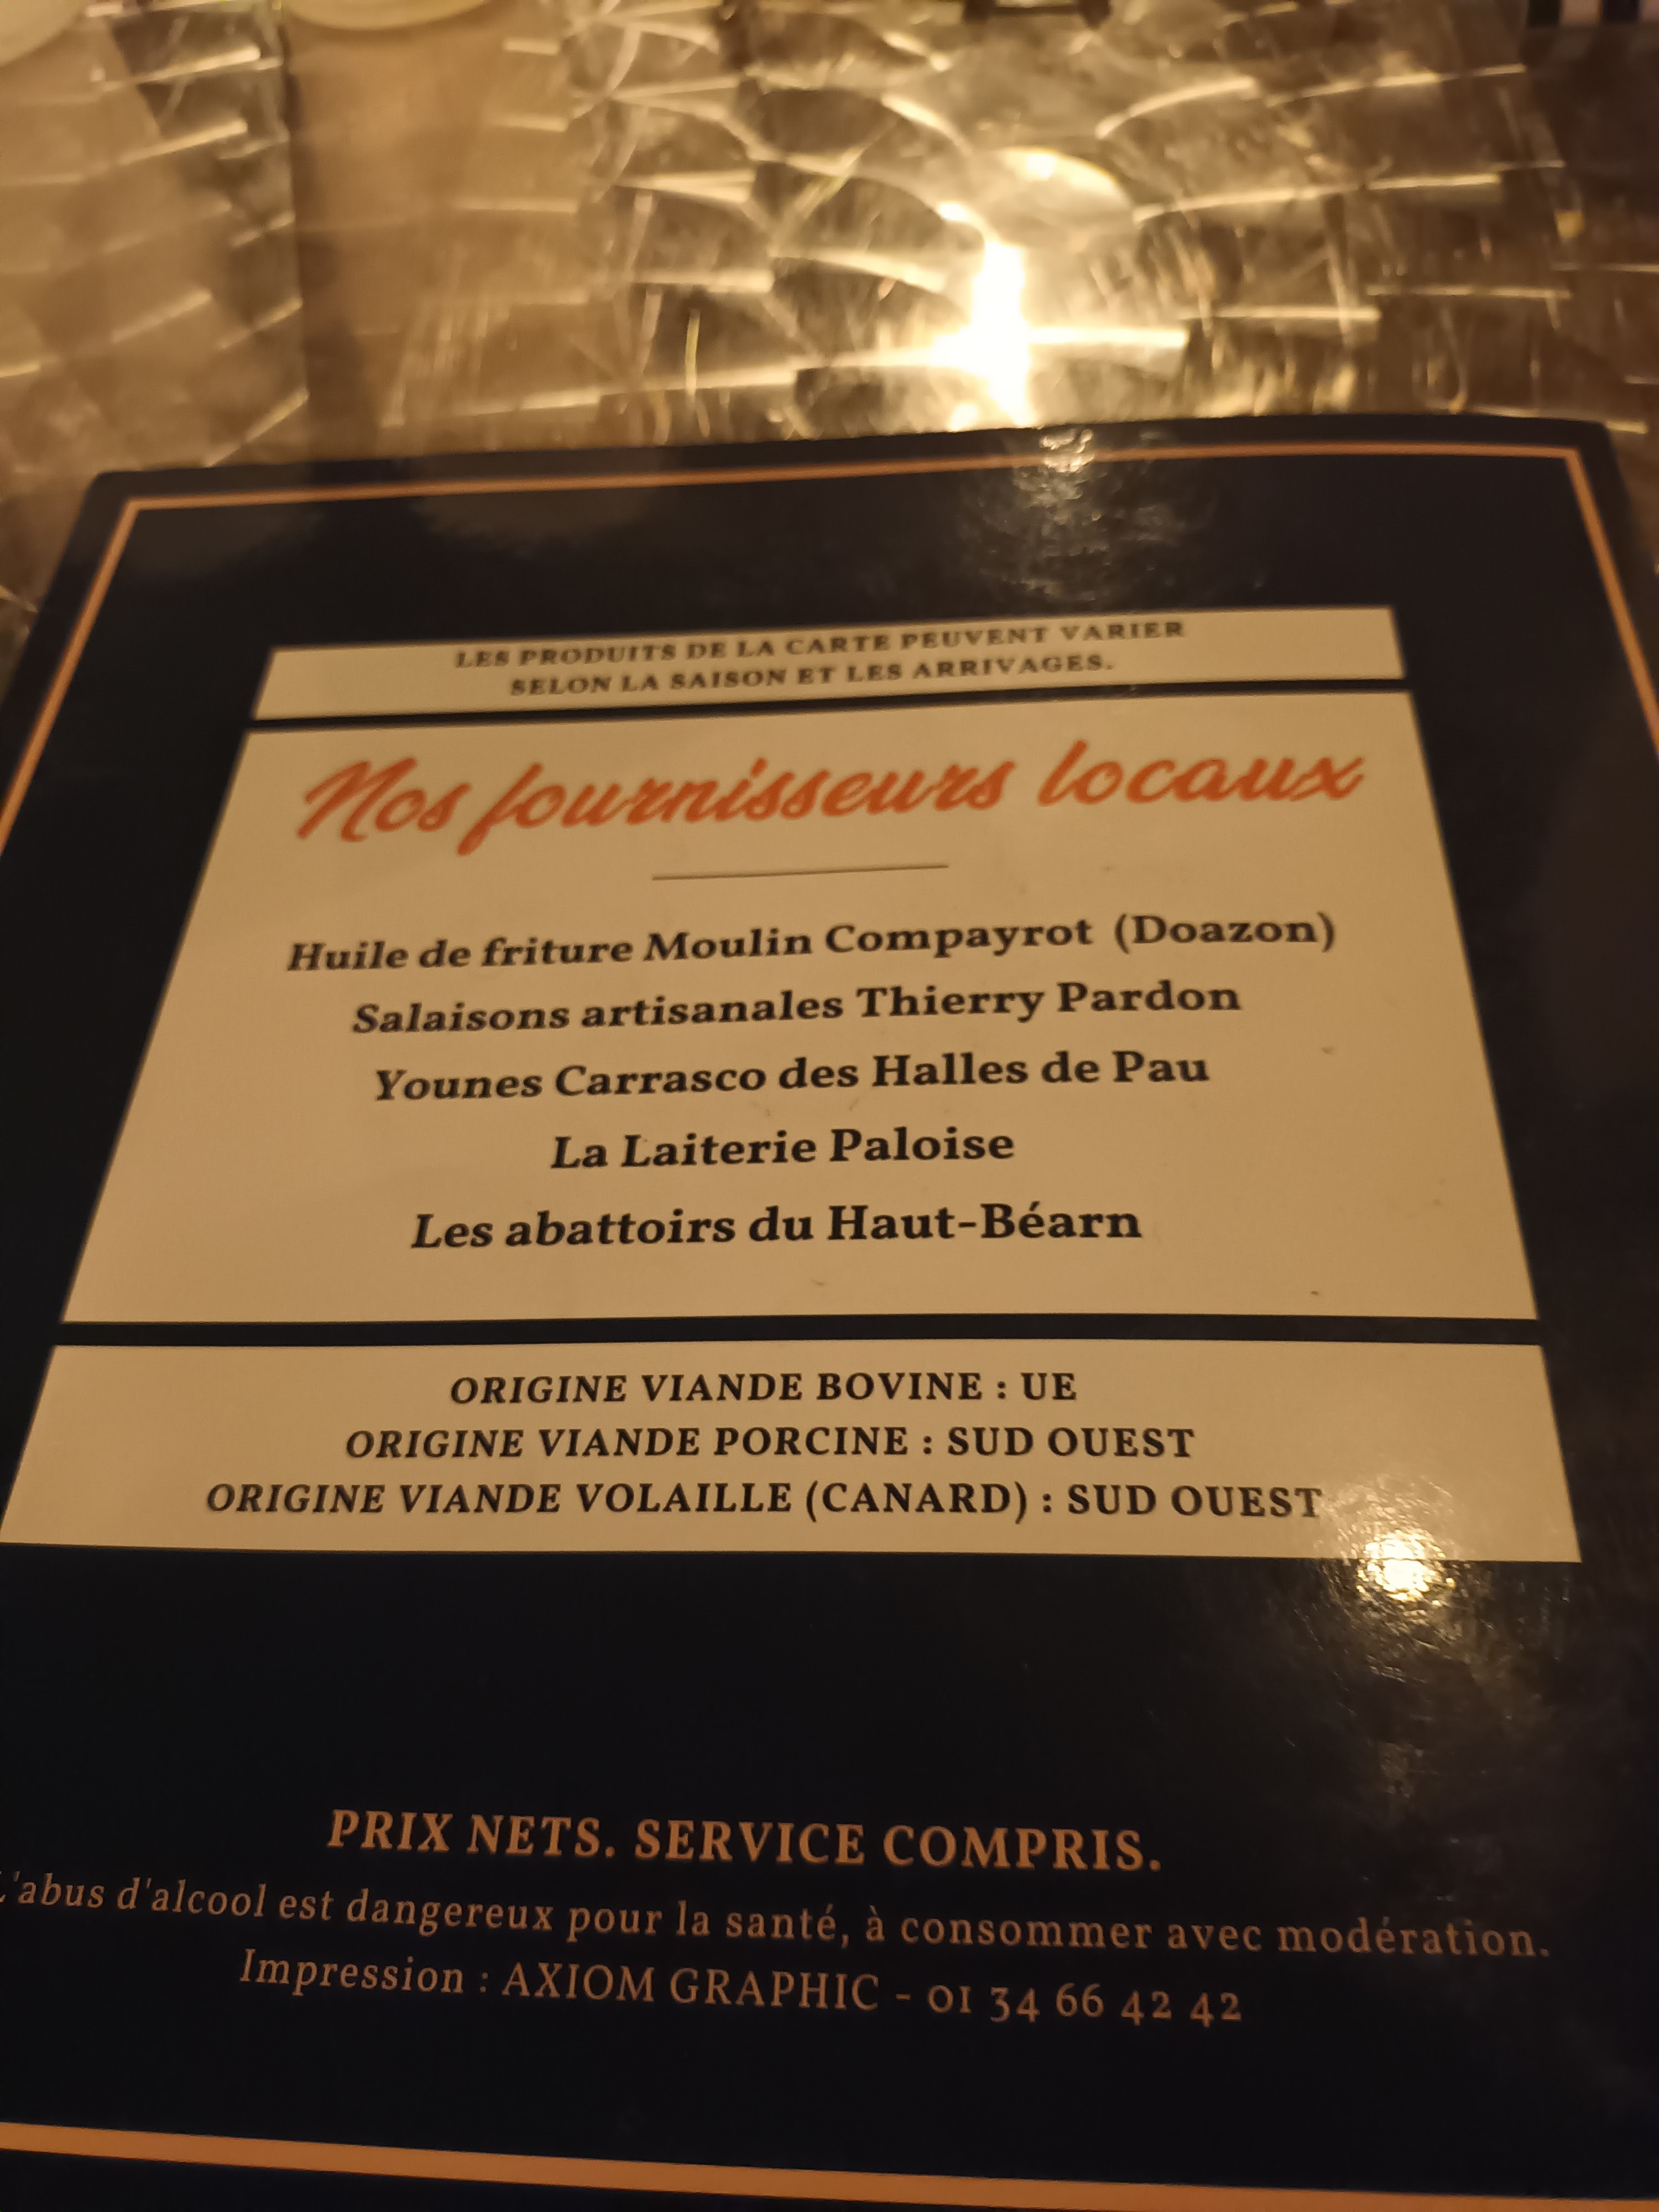 LES PRODUITS DE LA CARTE PEUVENT VARIER
SELON LA SAISON ET LES ARRIVAGES.
Nos fournisseurs locaux
Huile de friture Moulin Compayrot (Doazon)
Salaisons artisanales Thierry Pardon
Younes Carrasco des Halles de Pau
La Laiterie Paloise
Les abattoirs du Haut-Béarn
ORIGINE VIANDE BOVINE : UE
ORIGINE VIANDE PORCINE : SUD OUEST
ORIGINE VIANDE VOLAILLE (CANARD) : SUD OUEST
PRIX NETS. SERVICE COMPRIS.
L'abus d'alcool est dangereux pour la santé, à consommer avec modération.
Impression : AXIOM GRAPHIC - 01 34 66 42 42